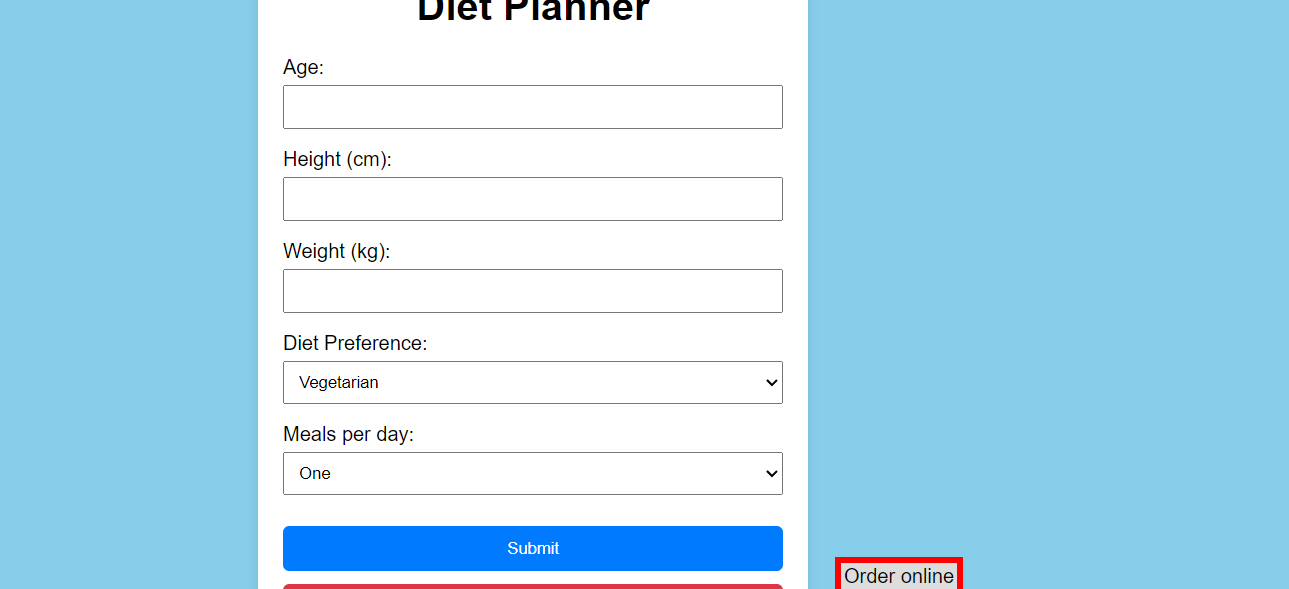 Diet Planner
Age:
Height (cm):
Weight (kg):
Diet Preference:
Vegetarian
Meals per day:
One
Submit
Order online